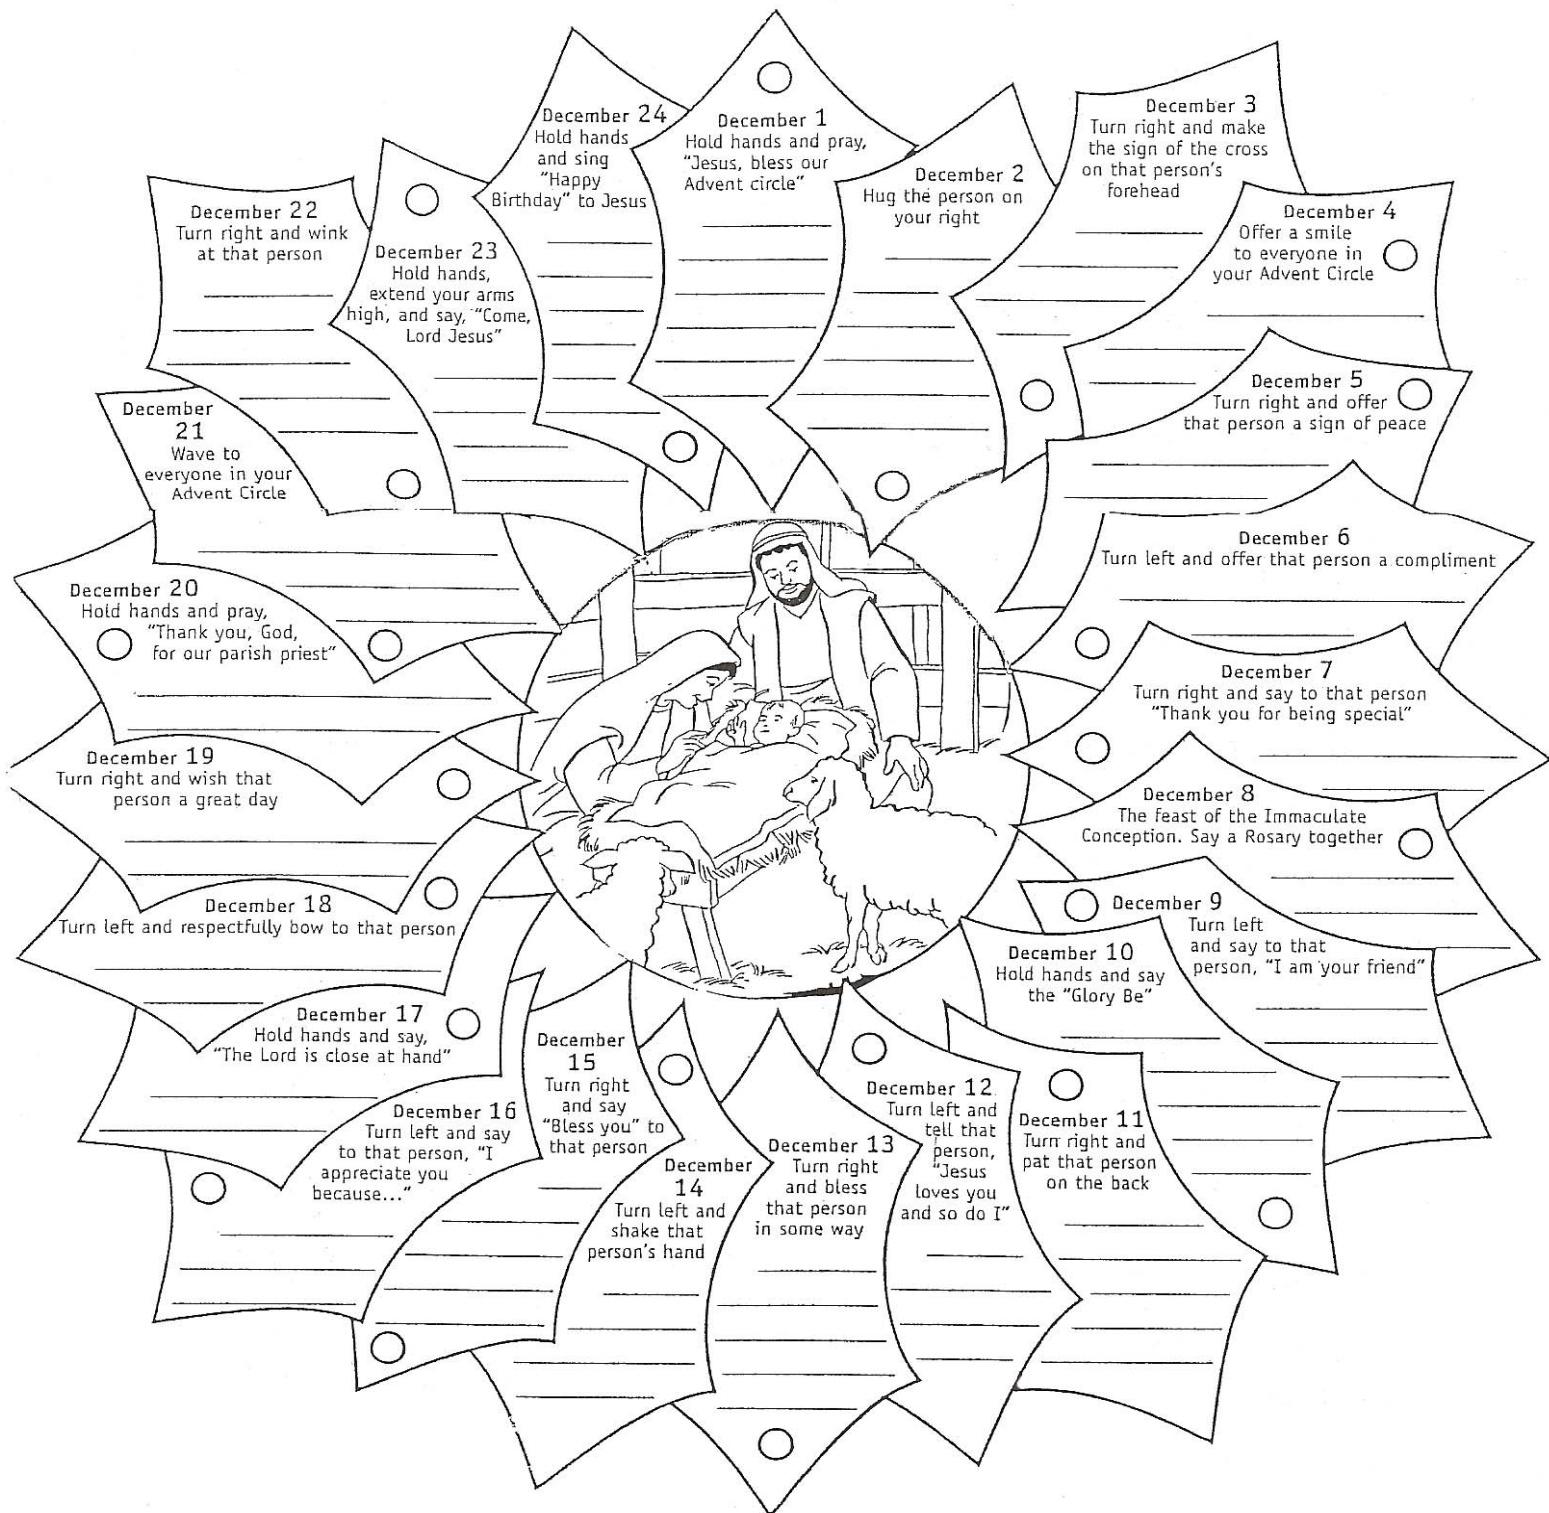 December 1
Hold hands and pray,
"Jesus, bless our
Advent circle"
December 2
Hug the person on
your right
December 3
Turn right and make
the sign of the cross
on that person's
forehead
December 4
Offer a smile
to everyone in
your Advent Circle
December 5
Turn right and offer
that person a sign of peace
December 6
Turn left and offer that person a compliment
December 7
Turn right and say to that person
"Thank you for being special"
December 8
The feast of the Immaculate
Conception. Say a Rosary together
December 9
Turn left
and say to that
person, "I am your friend"
December 10
Hold hands and say
the "Glory Be"
December 11
Turn right and
pat that person
on the back
December 12
Turn left and
tell that
person,
"Jesus
loves you
and so do I"
December 13
Turn right
and bless
that person
in some way
December
14
Turn left and
shake that
person's hand
December
15
Turn right
and say
"Bless you" to
that person
December 16
Turn left and say
to that person, "I
appreciate you
because..."
December 17
Hold hands and say,
"The Lord is close at hand"
December 18
Turn left and respectfully bow to that person
December 19
Turn right and wish that
person a great day
December 20
Hold hands and pray,
"Thank you, God,
for our parish priest"
December
21
Wave to
everyone in your
Advent Circle
December 22
Turn right and wink
at that person
December 23
Hold hands,
extend your arms
high, and say, "Come,
Lord Jesus"
December 24
Hold hands
and sing
"Happy
Birthday" to Jesus